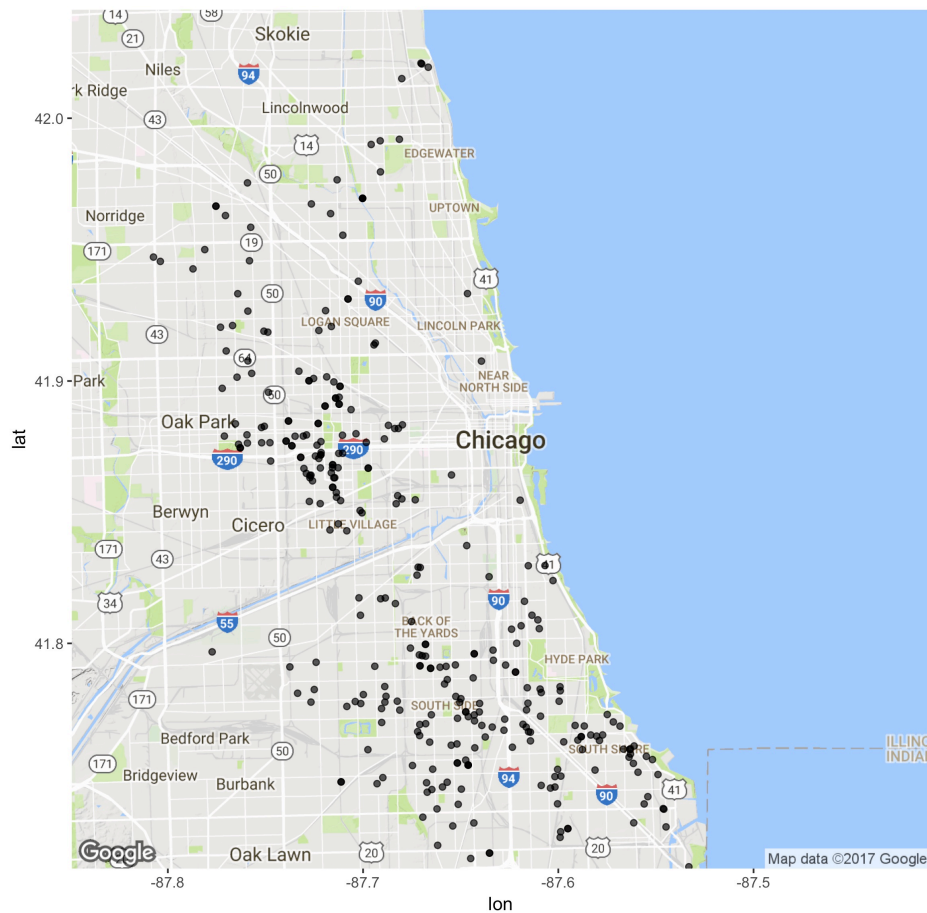 14
58
21
Skokie
Niles
94
rk Ridge
Lincolnwood
42.0
43
14
EDGEWATER
50
UPTOWN
Norridge
19
171
41
50
90
LOGAN SQUARE
LINCOLN PARK
43
64
NEAR
NORTH SIDE
41.9
Park
50
Oak Park
Chicago
290
290
Berwyn
Cicero
LITTLE VILLAGE
171
43
41
34
90
55
BACK OF
THE YARDS
50
41.8
HYDE PARK
171
SOUTH SIDE
Bedford Park
50
SOUTH SHORE
ILLINO
INDIAN
171
Bridgeview
Burbank
94
90
41
Google
Oak Lawn
20
20
Map data ©2017 Google
-87.8
-87.7
-87.6
-87.5
lon
lat